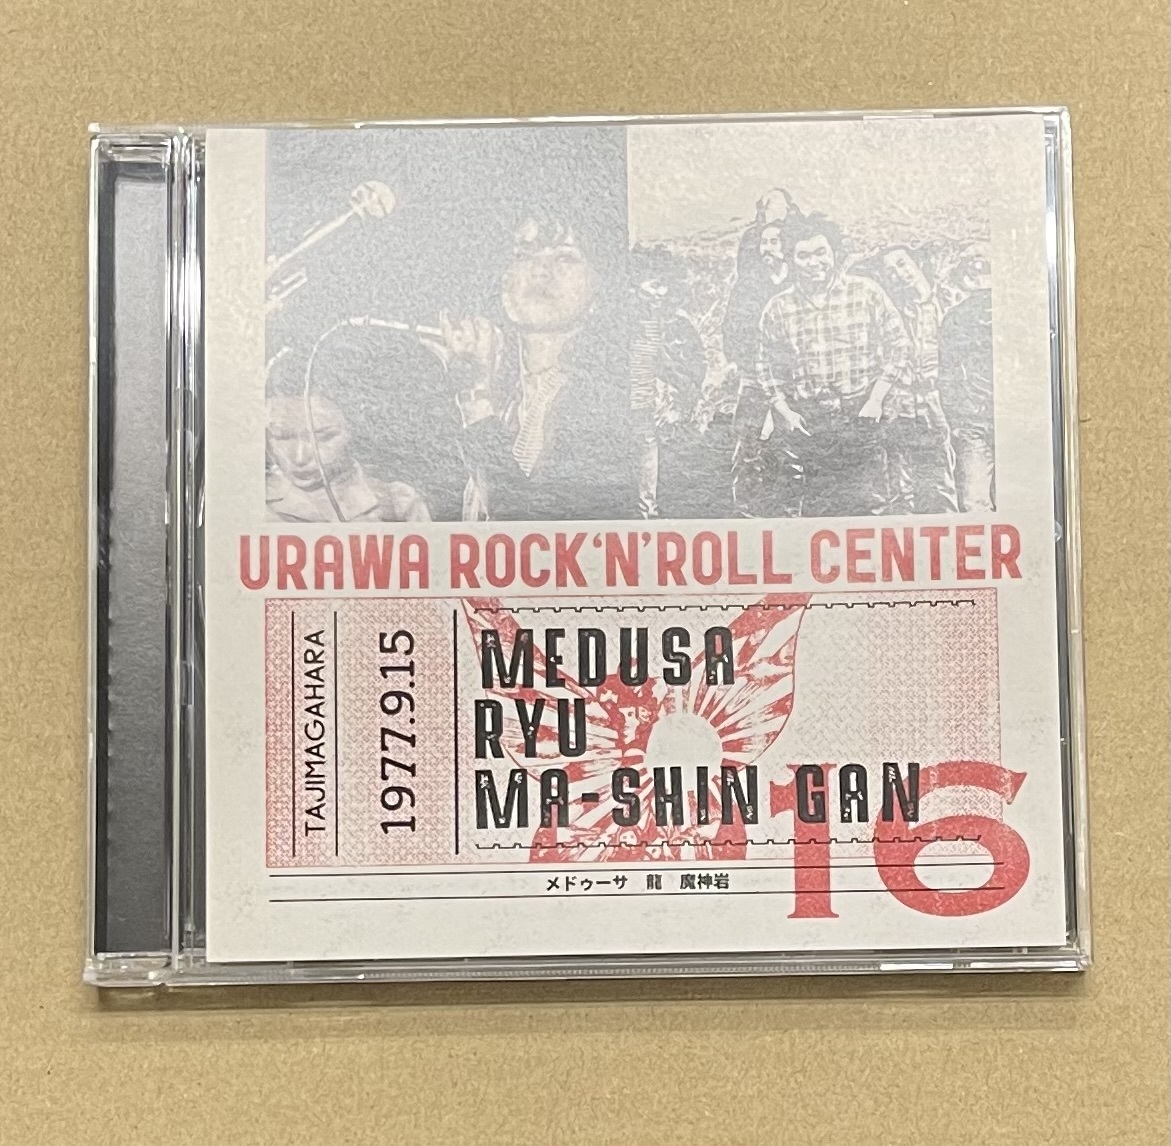 URAWA ROCK‘N’ROLL CENTER
TAJIMAGAHARA
1977.9.15
MEDUSA
RYU
MA-SHIN GAN
16
メドゥーサ　龍　魔神岩